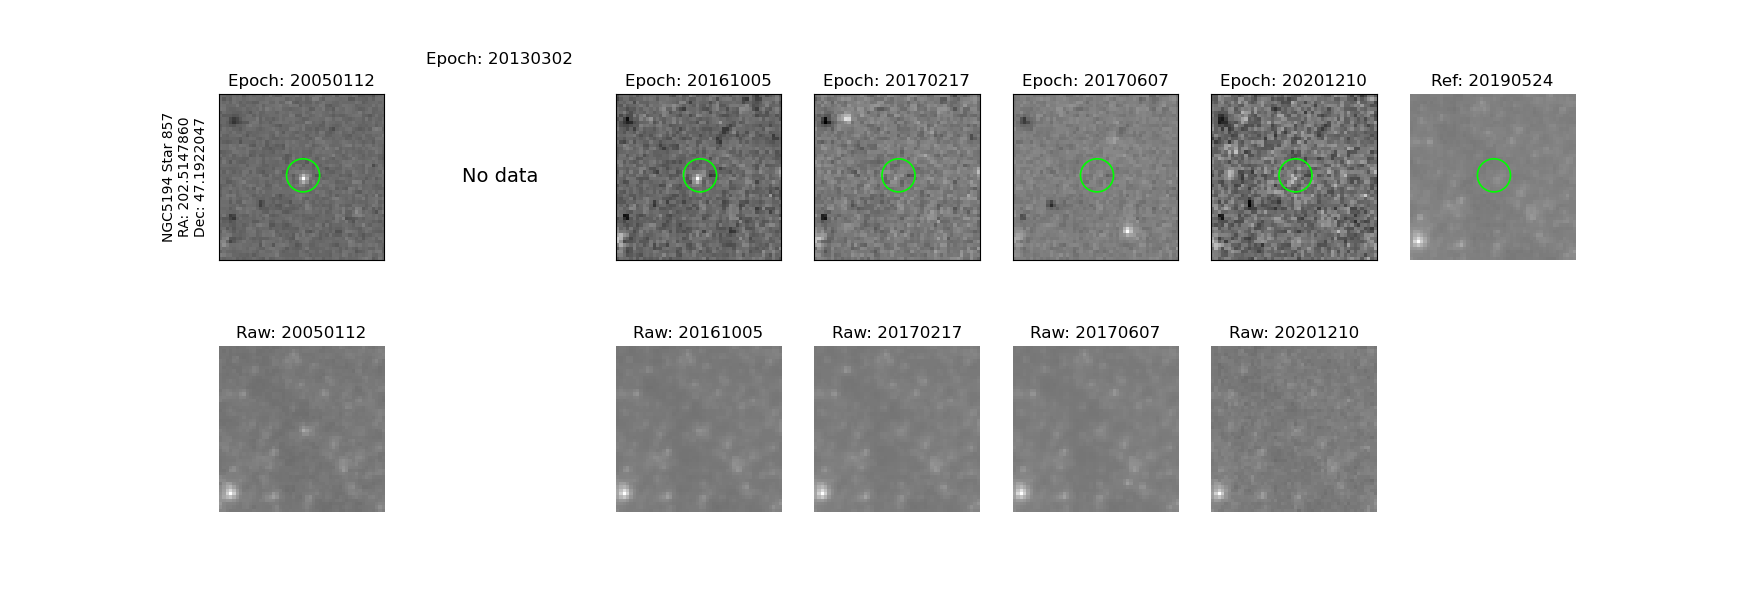 Epoch: 20130302
Epoch: 20050112
Epoch: 20161005
Epoch: 20170217
Epoch: 20170607
Epoch: 20201210
Ref: 20190524
NGC5194 Star 857
RA: 202.5147860
Dec: 47.1922047
No data
Raw: 20050112
Raw: 20161005
Raw: 20170217
Raw: 20170607
Raw: 20201210